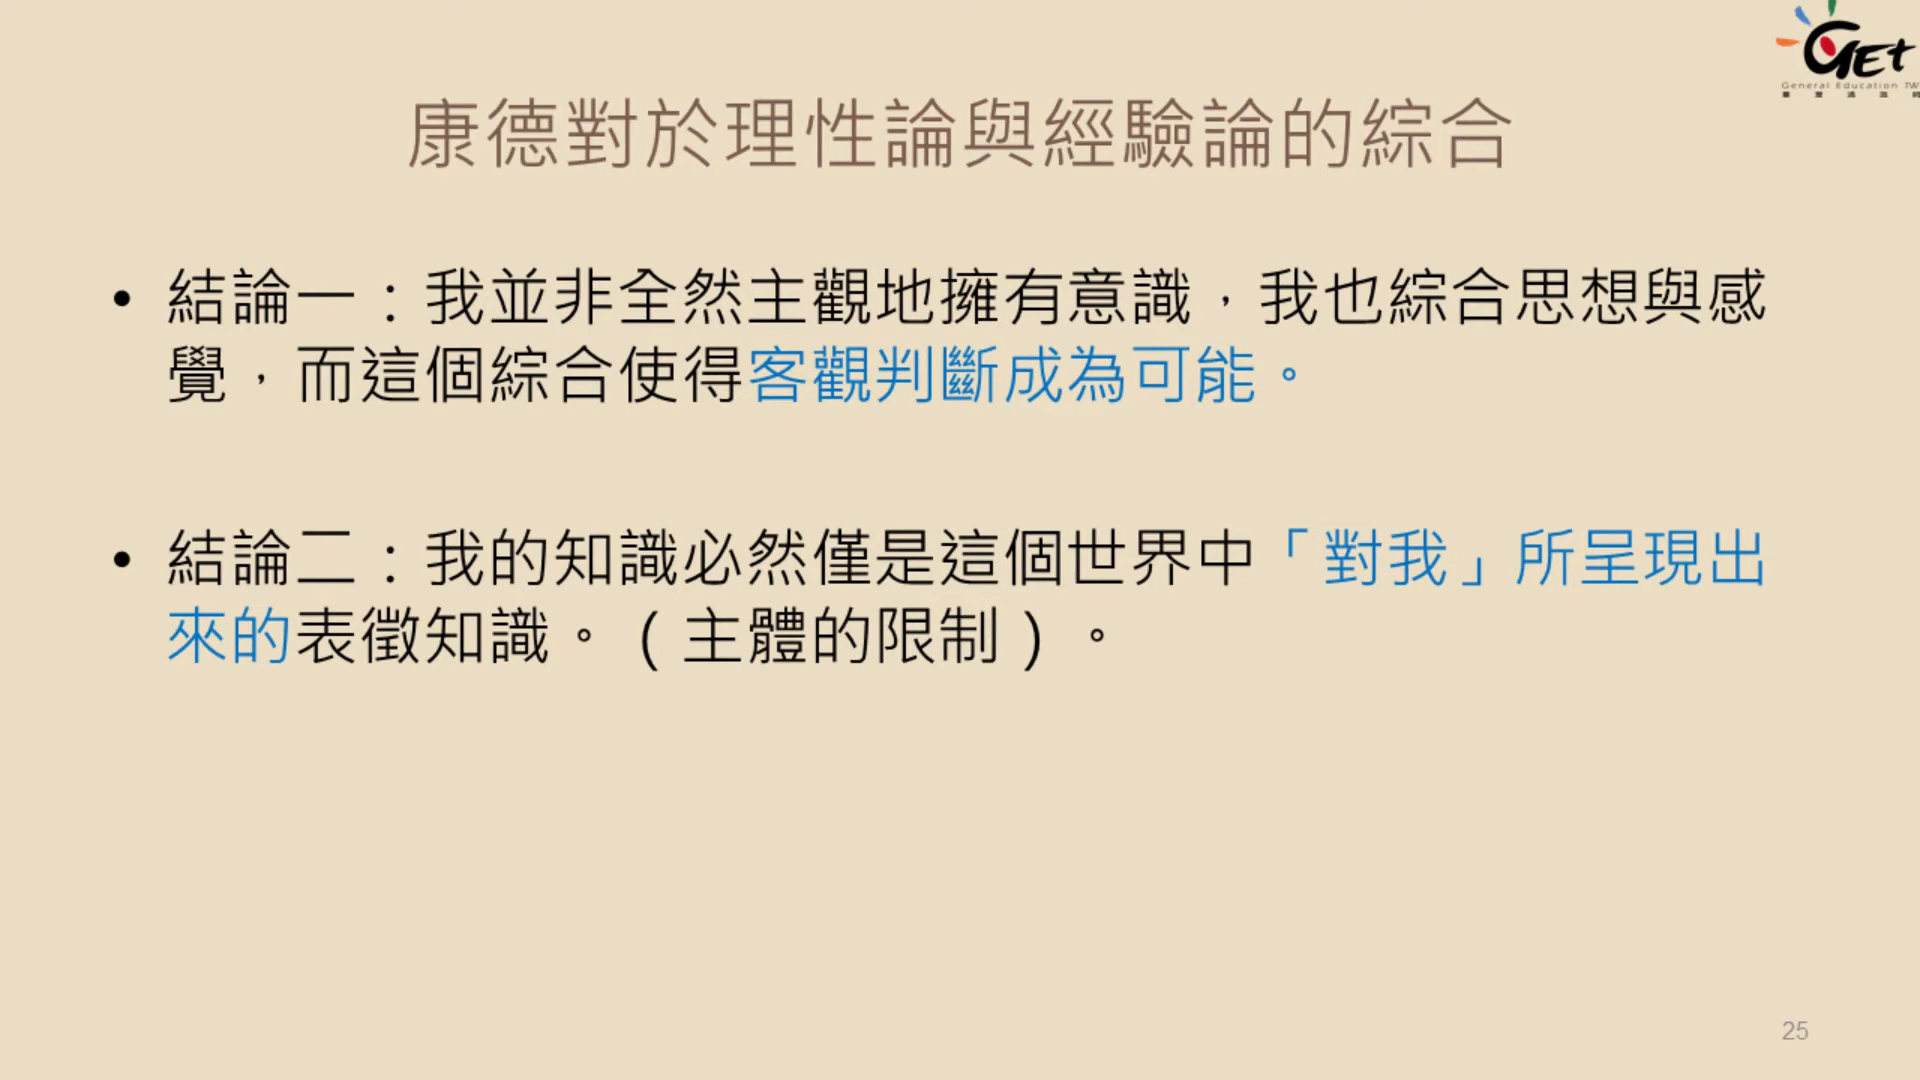 GEt
General Education TW
康德對於理性論與經驗論的綜合
• 結論一：我並非全然主觀地擁有意識，我也綜合思想與感
覺，而這個綜合使得客觀判斷成為可能。
• 結論二：我的知識必然僅是這個世界中「對我」所呈現出
來的表徵知識。（主體的限制）。
25